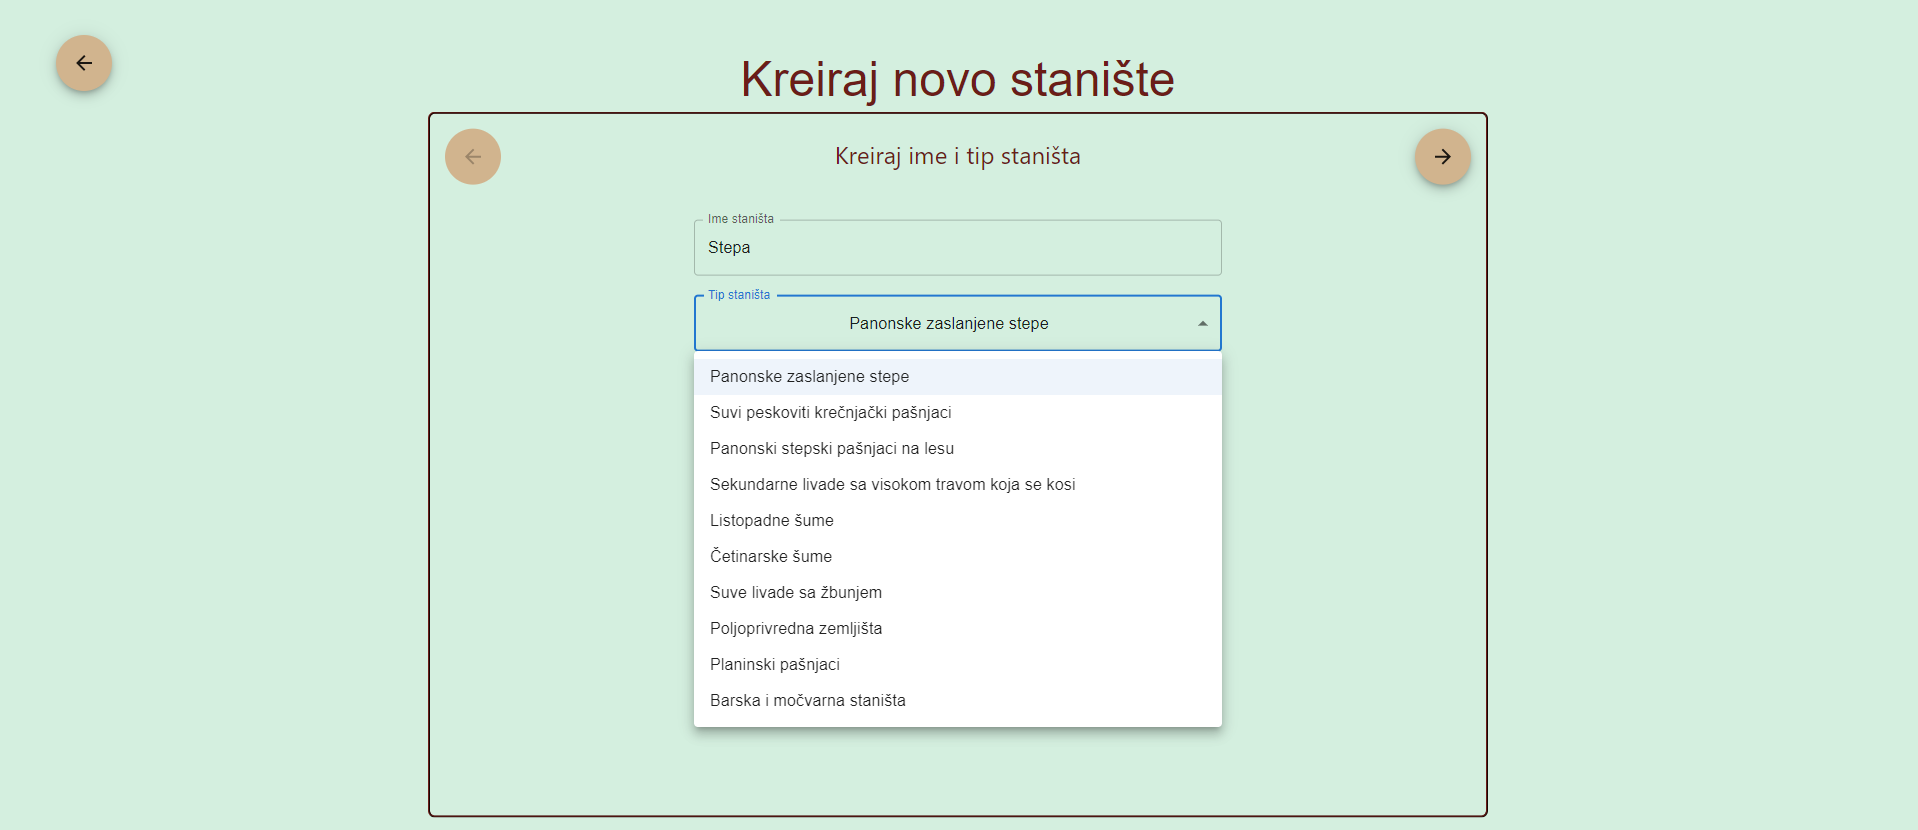 Kreiraj novo stanište
Kreiraj ime i tip staništa
Ime staništa
Stepa
Tip staništa
Panonske zaslanjene stepe
Panonske zaslanjene stepe
Suvi peskoviti krečnjački pašnjaci
Panonski stepski pašnjaci na lesu
Sekundarne livade sa visokom travom koja se kosi
Listopadne šume
Četinarske šume
Suve livade sa žbunjem
Poljoprivredna zemljišta
Planinski pašnjaci
Barska i močvarna staništa